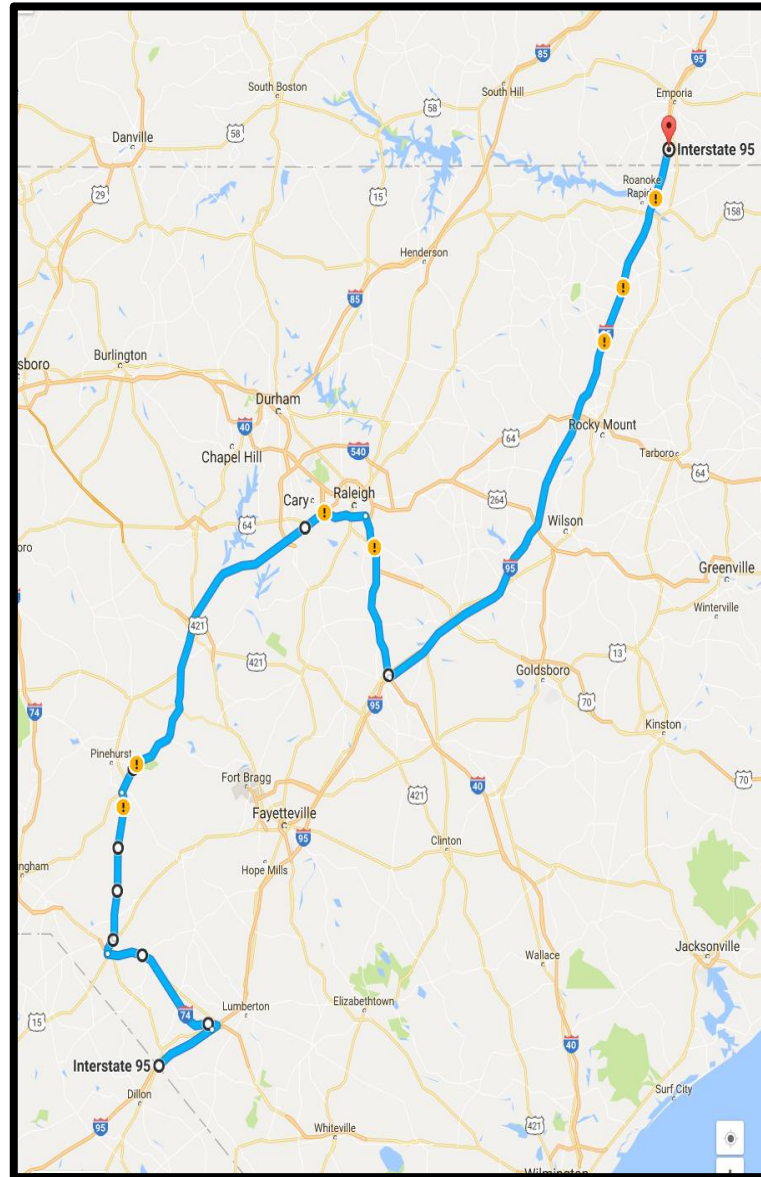 85
95
South Boston
South Hill
Emporia
58
Danville
58
Interstate 95
29
15
Roanoke
Rapid
158
Henderson
85
Burlington
sboro
Durham
40
Rocky Mount
Chapel Hill
540
64
Tarboro
64
Cary
Raleigh
264
64
Wilson
oro
95
Greenville
Winterville
421
421
13
Goldsboro
95
70
74
Kinston
Pinehurst
70
Fort Bragg
40
421
Fayetteville
95
Clinton
ingham
Hope Mills
Jacksonville
Wallace
Lumberton
Elizabethtown
15
74
40
Interstate 95
Dillon
Surf City
95
Whiteville
421
Wilmington